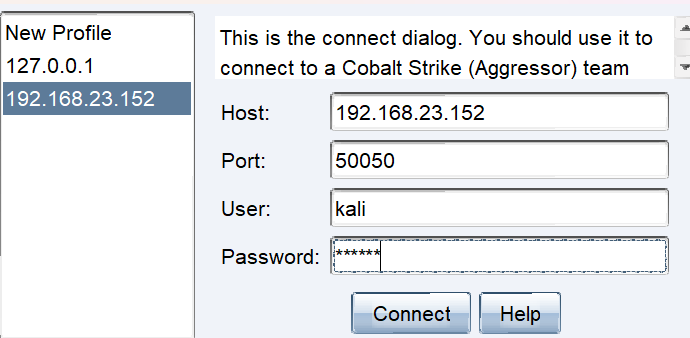 New Profile
127.0.0.1
192.168.23.152
This is the connect dialog. You should use it to
connect to a Cobalt Strike (Aggressor) team
Host: 192.168.23.152
Port: 50050
User: kali
Password: ******
Connect Help